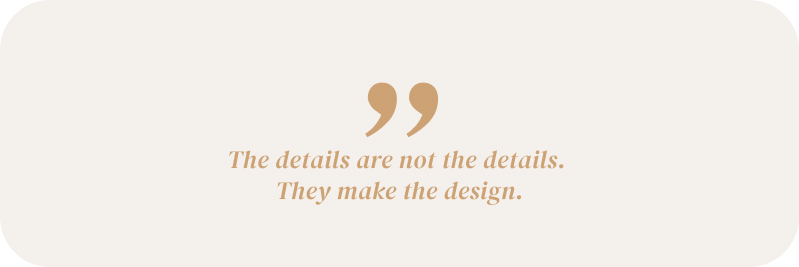 ”
The details are not the details.
They make the design.